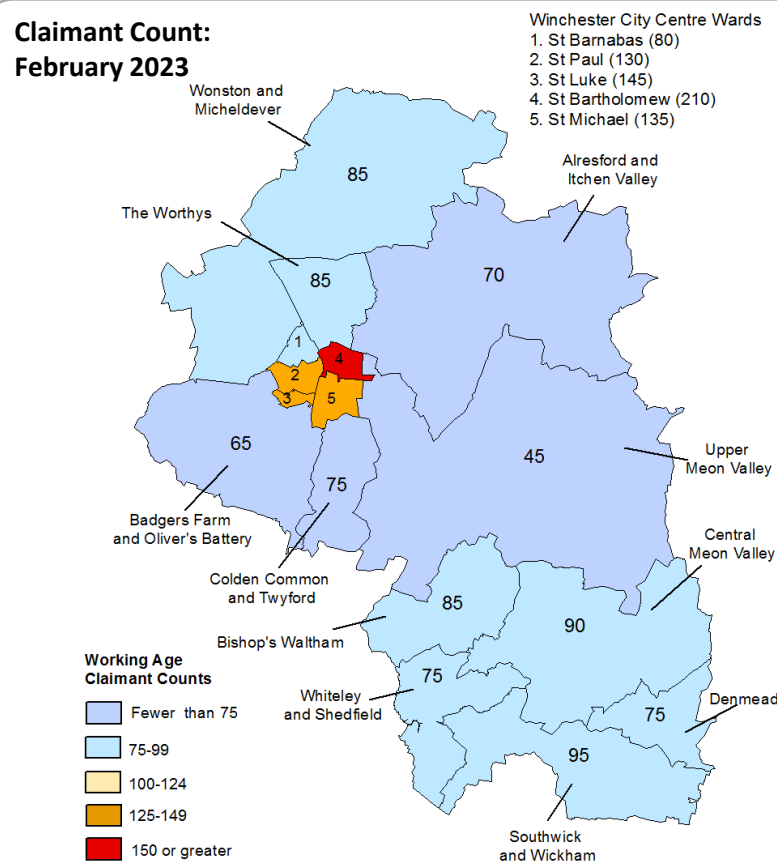 Claimant Count:
February 2023
Winchester City Centre Wards
1. St Barnabas (80)
2. St Paul (130)
3. St Luke (145)
4. St Bartholomew (210)
5. St Michael (135)
Wonston and
Micheldever
85
Alresford and
Itchen Valley
The Worthys
85
70
1
4
2
3
5
65
75
45
Upper
Meon Valley
Badgers Farm
and Oliver's Battery
Colden Common
and Twyford
Central
Meon Valley
85
90
Bishop's Waltham
75
Whiteley
and Shedfield
Denmead
75
95
Southwick
and Wickham
Working Age
Claimant Counts
Fewer than 75
75-99
100-124
125-149
150 or greater